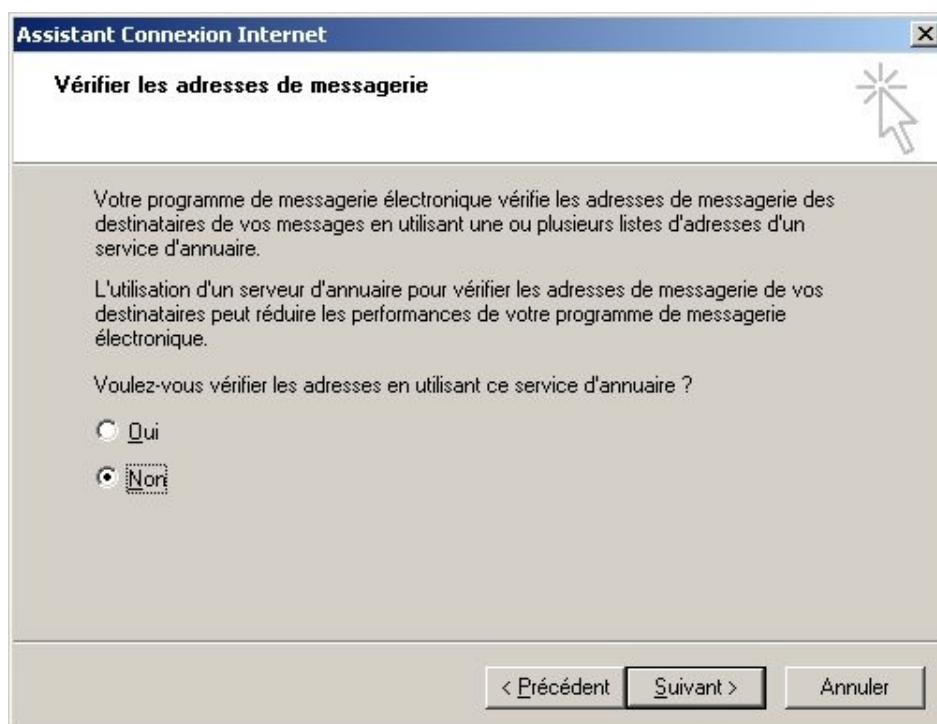 Assistant Connexion Internet
Vérifier les adresses de messagerie
Votre programme de messagerie électronique vérifie les adresses de messagerie des
destinataires de vos messages en utilisant une ou plusieurs listes d'adresses d'un
service d'annuaire.
L'utilisation d'un serveur d'annuaire pour vérifier les adresses de messagerie de vos
destinataires peut réduire les performances de votre programme de messagerie
électronique.
Voulez-vous vérifier les adresses en utilisant ce service d'annuaire ?
Oui
Non
< Précédent Suivant > Annuler